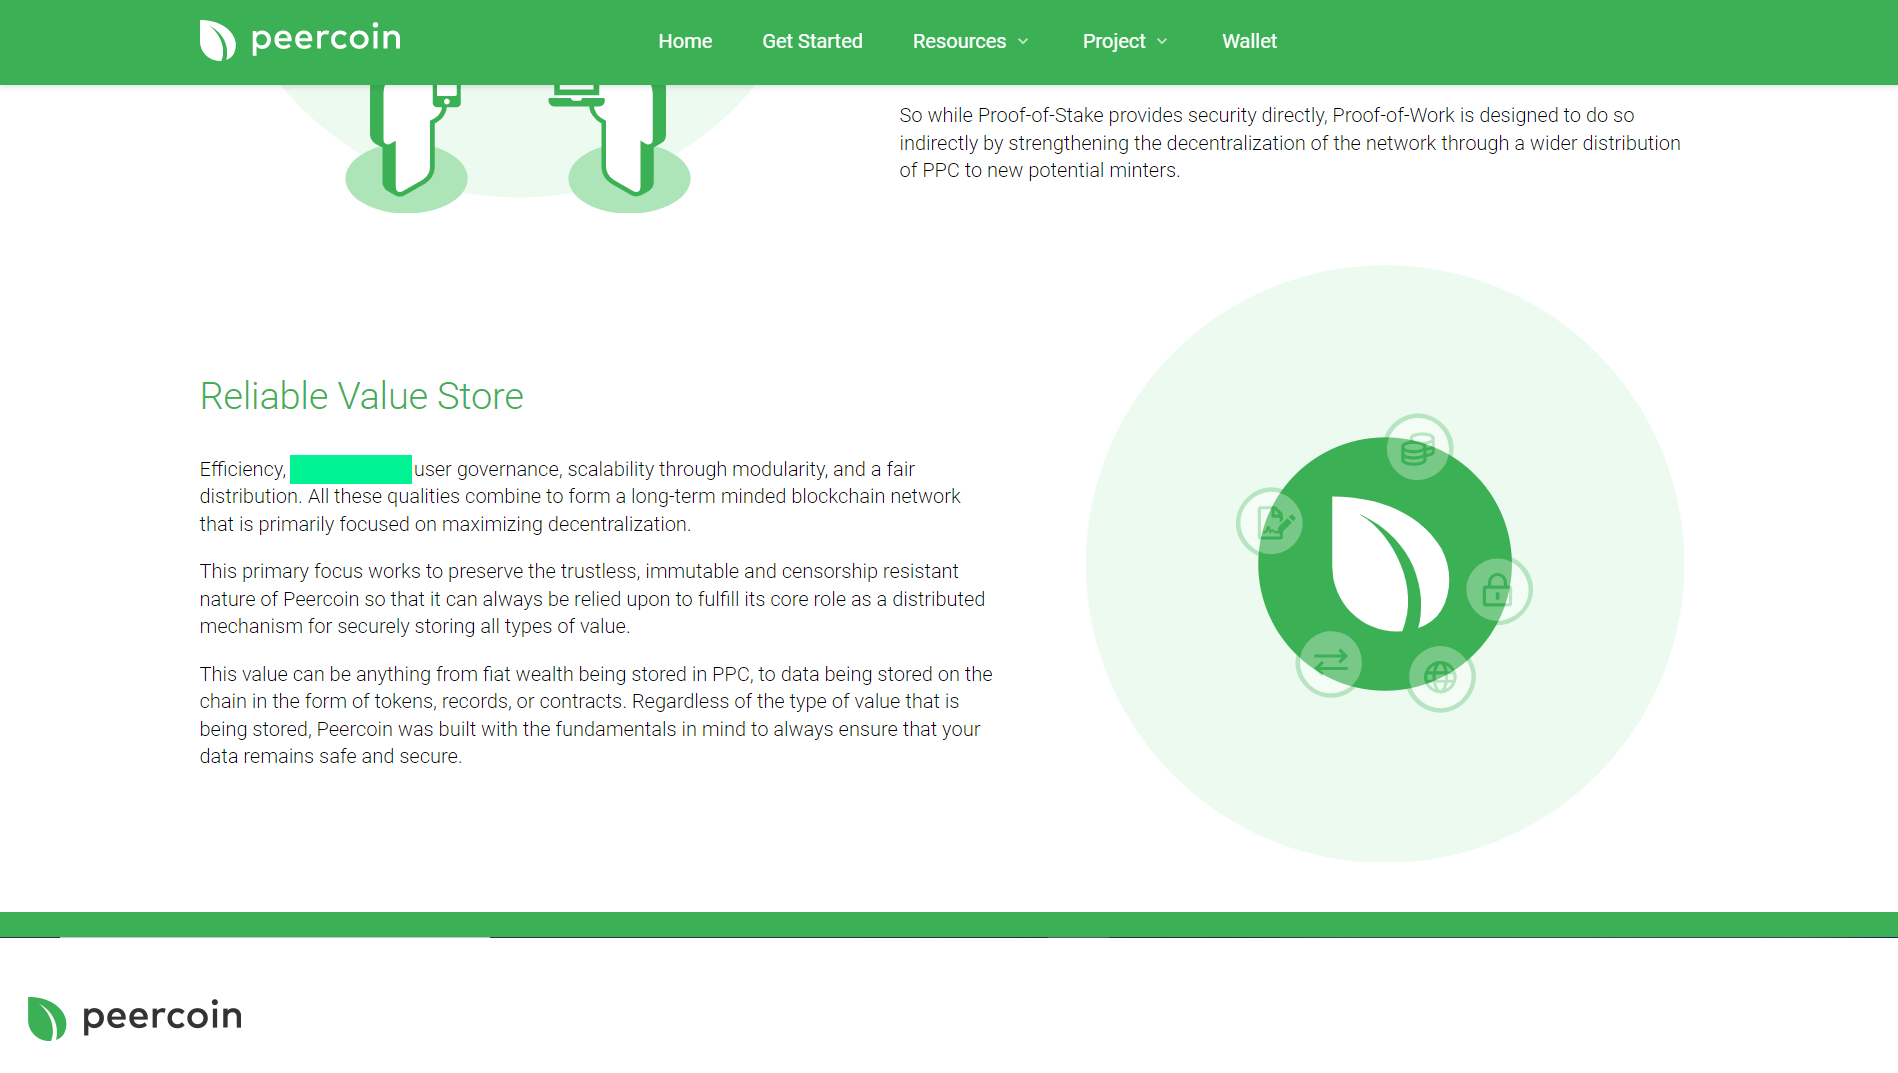 peercoin
Home Get Started Resources Project Wallet
So while Proof-of-Stake provides security directly, Proof-of-Work is designed to do so
indirectly by strengthening the decentralization of the network through a wider distribution
of PPC to new potential minters.
Reliable Value Store
Efficiency, user governance, scalability through modularity, and a fair
distribution. All these qualities combine to form a long-term minded blockchain network
that is primarily focused on maximizing decentralization.
This primary focus works to preserve the trustless, immutable and censorship resistant
nature of Peercoin so that it can always be relied upon to fulfill its core role as a distributed
mechanism for securely storing all types of value.
This value can be anything from fiat wealth being stored in PPC, to data being stored on the
chain in the form of tokens, records, or contracts. Regardless of the type of value that is
being stored, Peercoin was built with the fundamentals in mind to always ensure that your
data remains safe and secure.
peercoin